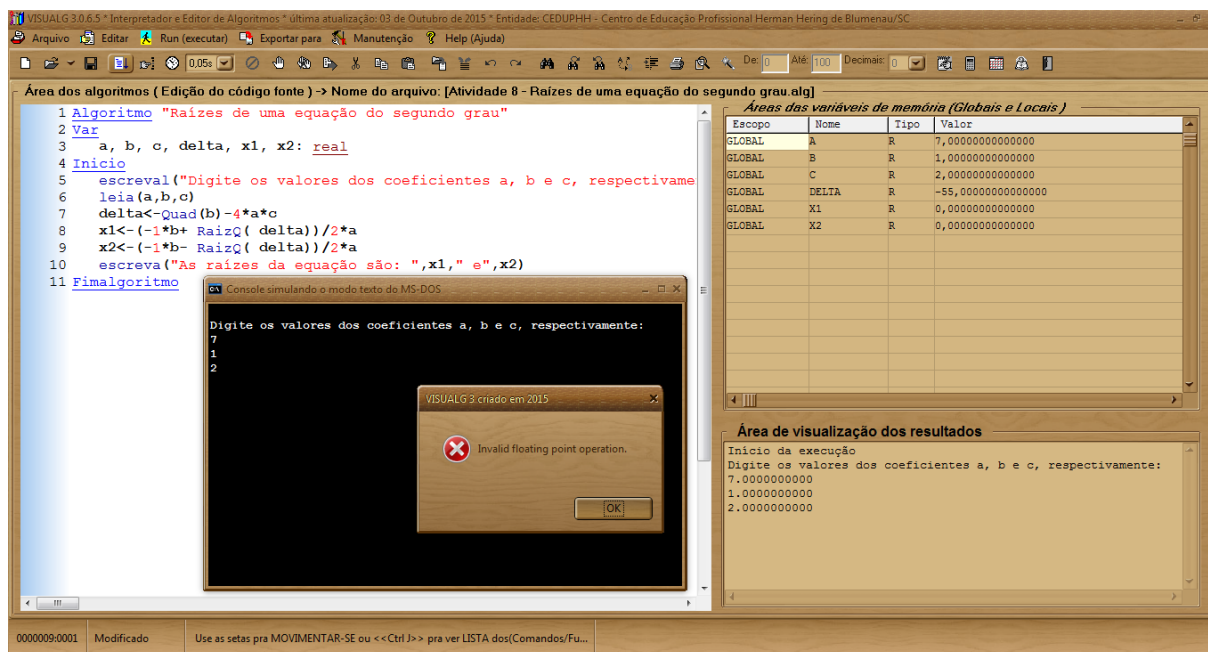 VISUALG 3.0.6.5 * Interpretador e Editor de Algoritmos * última atualização: 03 de Outubro de 2015 * Entidade: CEDUPHH - Centro de Educação Profissional Herman Hering de Blumenau/SC
Arquivo Editar Run (executar) Exportar para Manutenção Help (Ajuda)
0,05s De: 0 Até: 100 Decimais: 0
Área dos algoritmos ( Edição do código fonte ) -> Nome do arquivo: [Atividade 8 - Raízes de uma equação do segundo grau.alg]
1 Algoritmo "Raízes de uma equação do segundo grau"
2 Var
3 a, b, c, delta, x1, x2: real
4 Inicio
5 escreval("Digite os valores dos coeficientes a, b e c, respectivame
6 leia(a,b,c)
7 delta<-Quad(b)-4*a*c
8 x1<-(-1*b+ RaizQ( delta))/2*a
9 x2<-(-1*b- RaizQ( delta))/2*a
10 escreva("As raízes da equação são: ",x1," e",x2)
11 Fimalgoritmo
Console simulando o modo texto do MS-DOS
Digite os valores dos coeficientes a, b e c, respectivamente:
7
1
2
VISUALG 3 criado em 2015
Invalid floating point operation.
OK
Áreas das variáveis de memória (Globais e Locais )
Escopo Nome Tipo Valor
GLOBAL A R 7,00000000000000
GLOBAL B R 1,00000000000000
GLOBAL C R 2,00000000000000
GLOBAL DELTA R -55,00000000000000
GLOBAL X1 R 0,00000000000000
GLOBAL X2 R 0,00000000000000
Área de visualização dos resultados
Início da execução
Digite os valores dos coeficientes a, b e c, respectivamente:
7.0000000000
1.0000000000
2.0000000000
0000009:0001 Modificado Use as setas pra MOVIMENTAR-SE ou <<Ctrl J>> pra ver LISTA dos(Comandos/Fu...